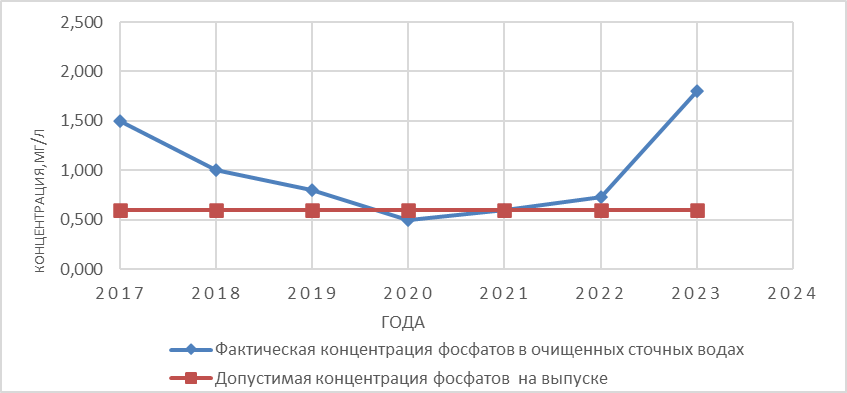 2,500
2,000
1,500
1,000
0,500
0,000
КОНЦЕНТРАЦИЯ,МГ/Л
2017 2018 2019 2020 2021 2022 2023 2024
ГОДА
Фактическая концентрация фосфатов в очищенных сточных водах
Допустимая концентрация фосфатов на выпуске